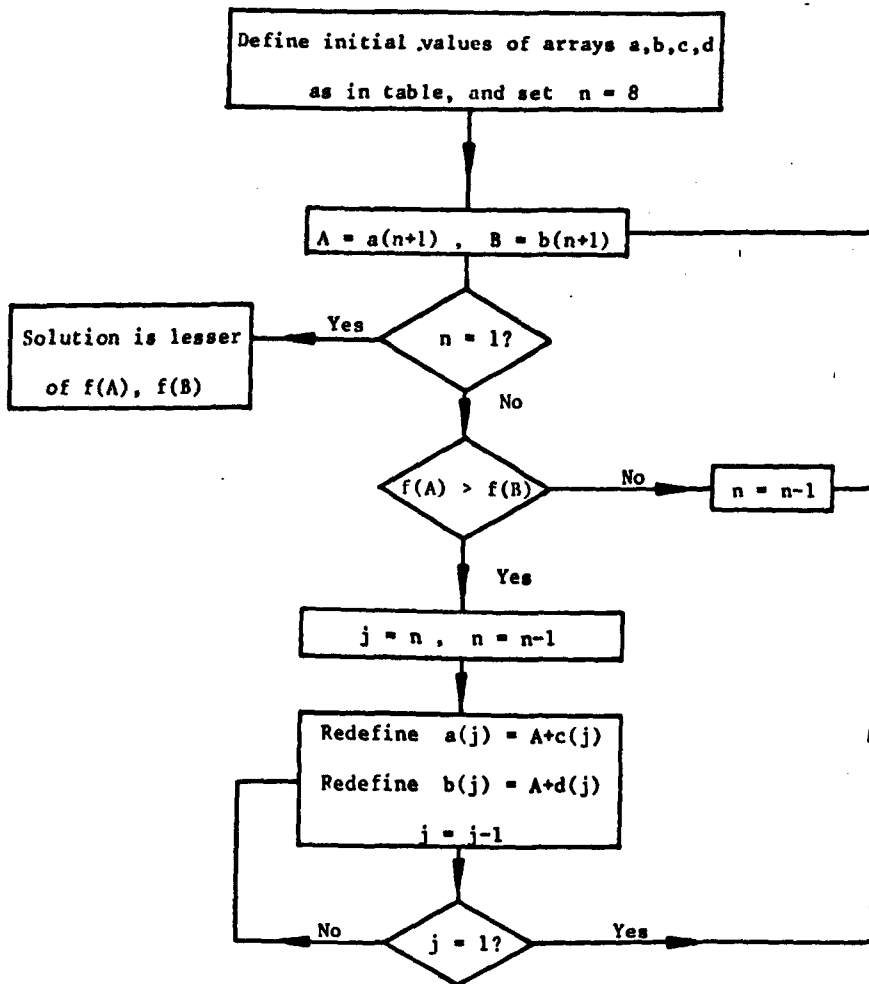 Define initial values of arrays a,b,c,d
as in table, and set n = 8
A = a(n+1) , B = b(n+1)
n = 1?
Yes
Solution is lesser
of f(A), f(B)
No
f(A) > f(B)
No
n = n-1
Yes
j = n , n = n-1
Redefine a(j) = A+c(j)
Redefine b(j) = A+d(j)
j = j-1
j = 1?
No
Yes